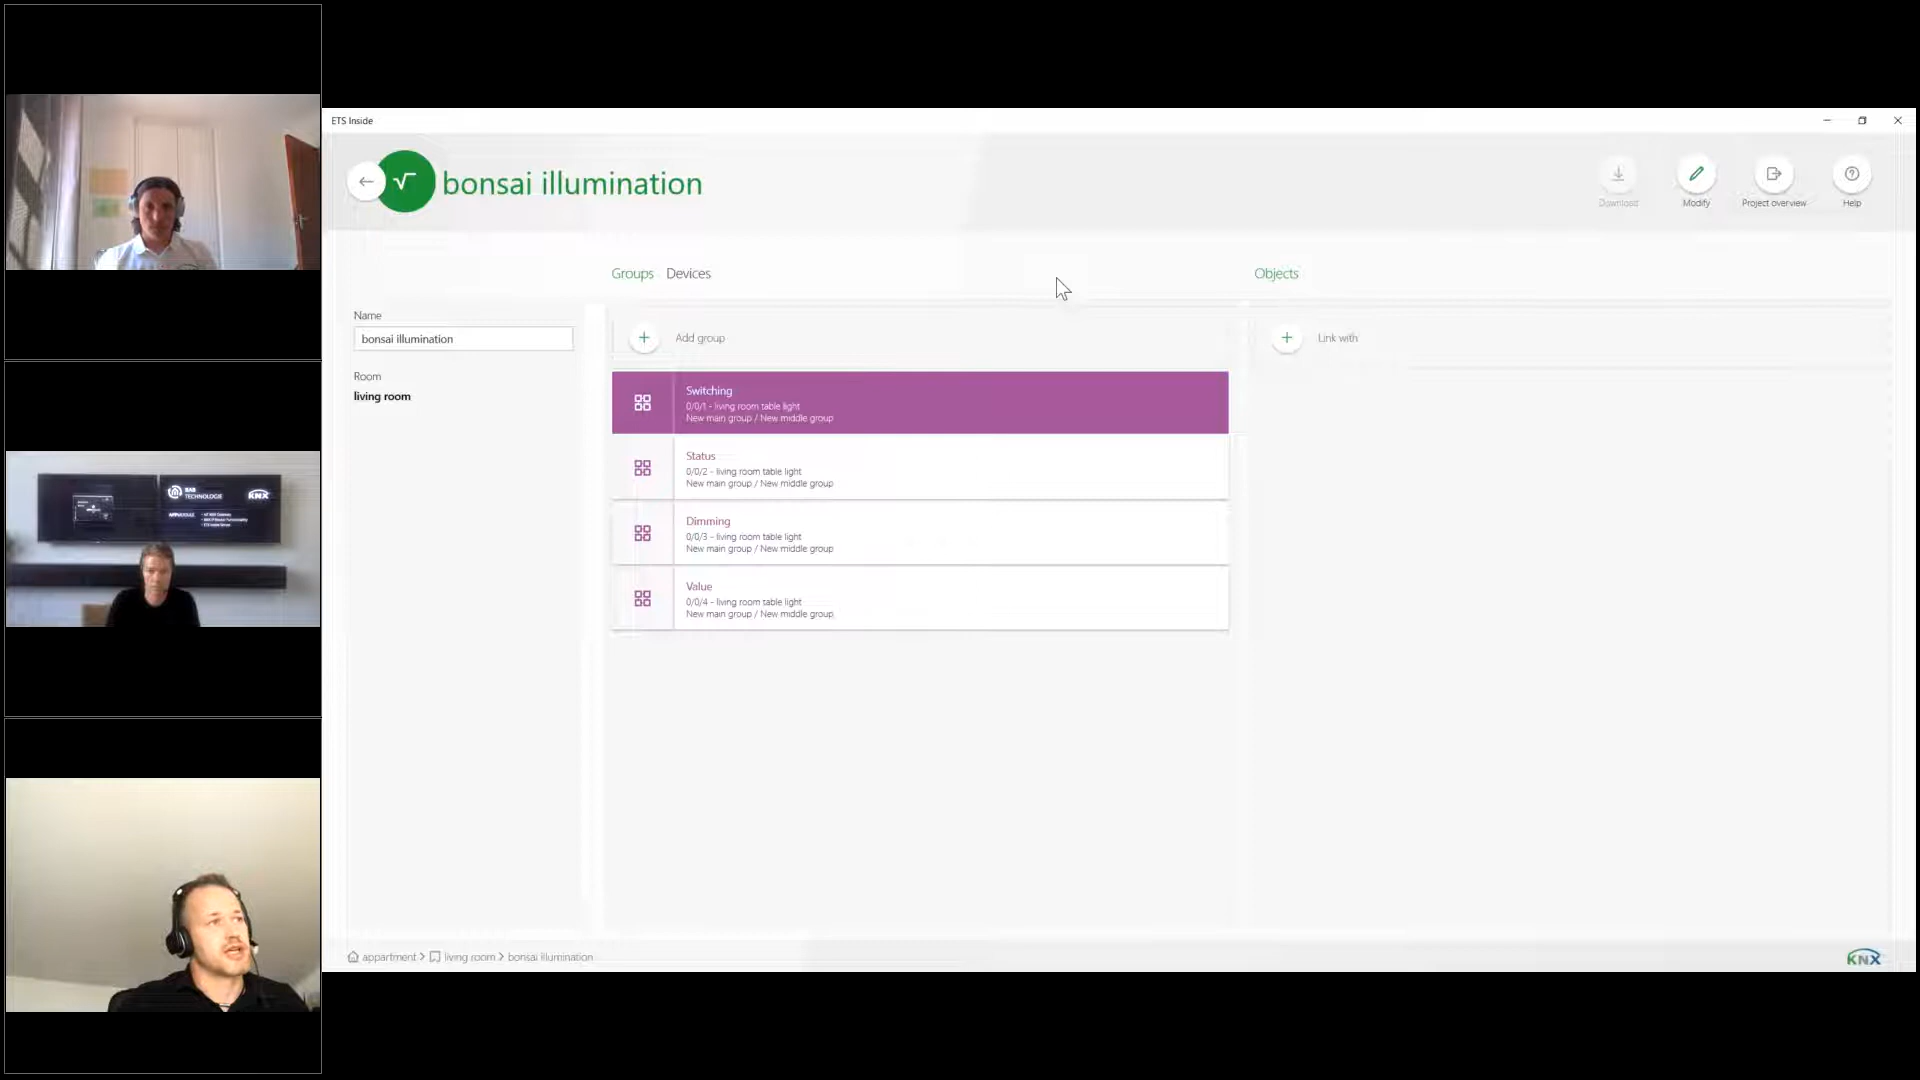 ETS Inside
bonsai illumination
Download
Modify
Project overview
Help
Groups Devices
Objects
Name
bonsai illumination
Room
living room
Add group
Link with
Switching
0/0/1 - living room table light
New main group / New middle group
Status
0/0/2 - living room table light
New main group / New middle group
Dimming
0/0/3 - living room table light
New main group / New middle group
Value
0/0/4 - living room table light
New main group / New middle group
appartment > living room > bonsai illumination
KNX
BAB
TECHNOLOGIE
KNX